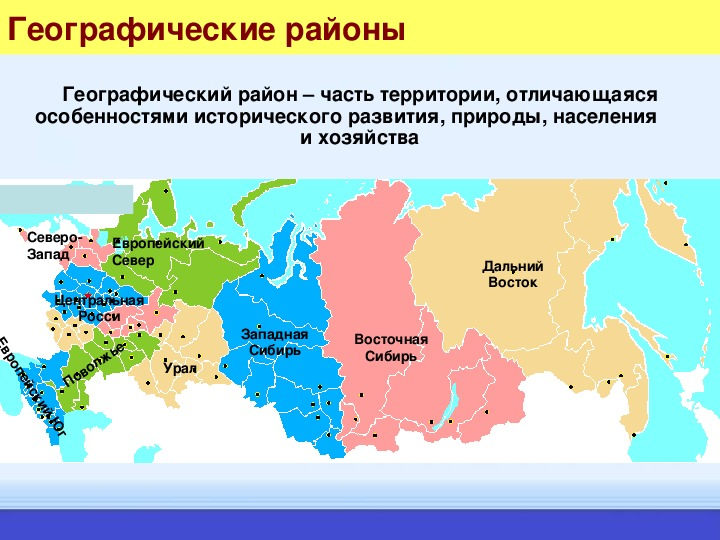 Географические районы
Географический район – часть территории, отличающаяся
особенностями исторического развития, природы, населения
и хозяйства
Северо-
Запад
Европейский
Север
Центральная
Росси
Европейский Юг
Поволжье
Урал
Западная
Сибирь
Восточная
Сибирь
Дальний
Восток